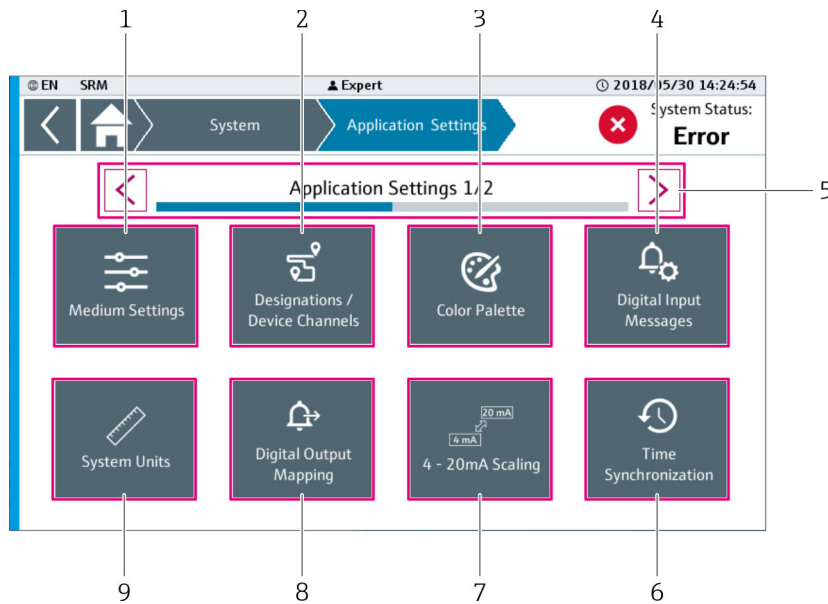 1 2 3 4
EN SRM Expert 2018/05/30 14:24:54
System Application Settings System Status:
Error
Application Settings 1/2
5
Medium Settings
Designations /
Device Channels
Color Palette
Digital Input
Messages
System Units
Digital Output
Mapping
20 mA
4 mA
4 - 20mA Scaling
Time
Synchronization
9 8 7 6